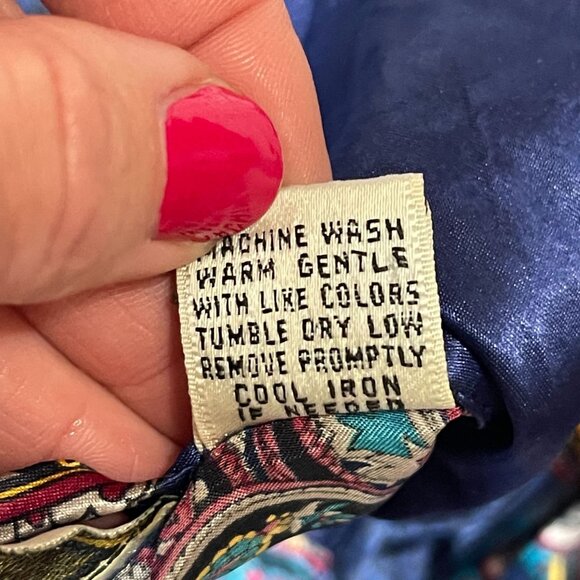 MACHINE WASH
WARM GENTLE
WITH LIKE COLORS
TUMBLE DRY LOW
REMOVE PROMPTLY
COOL IRON
IF NEEDED